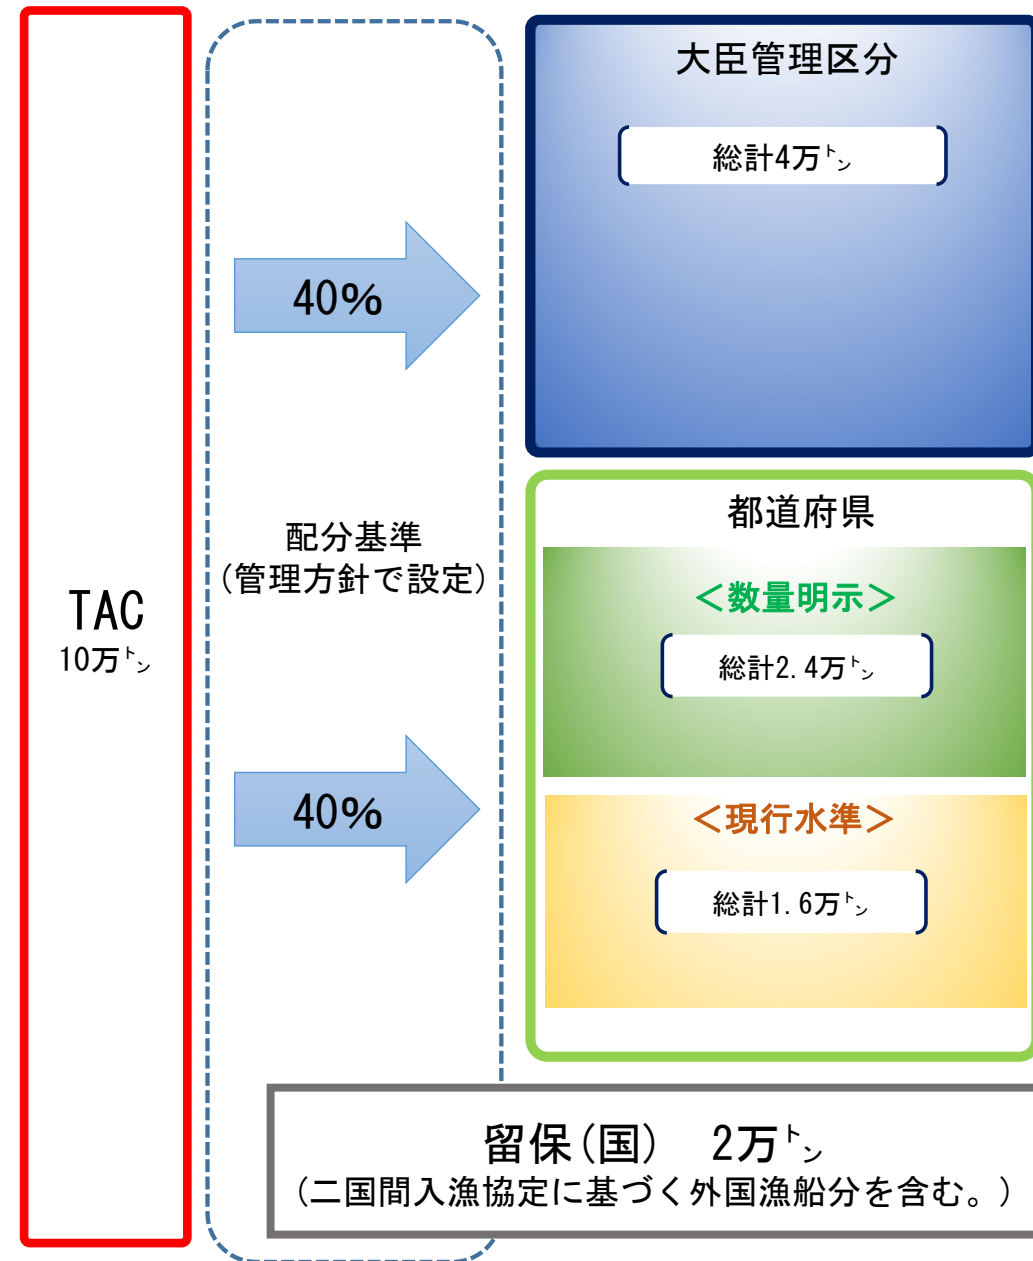 TAC
10万トン
40%
配分基準
(管理方針で設定)
40%
大臣管理区分
総計4万トン
都道府県
＜数量明示＞
総計2.4万トン
＜現行水準＞
総計1.6万トン
留保(国)　2万トン
(二国間入漁協定に基づく外国漁船分を含む。)